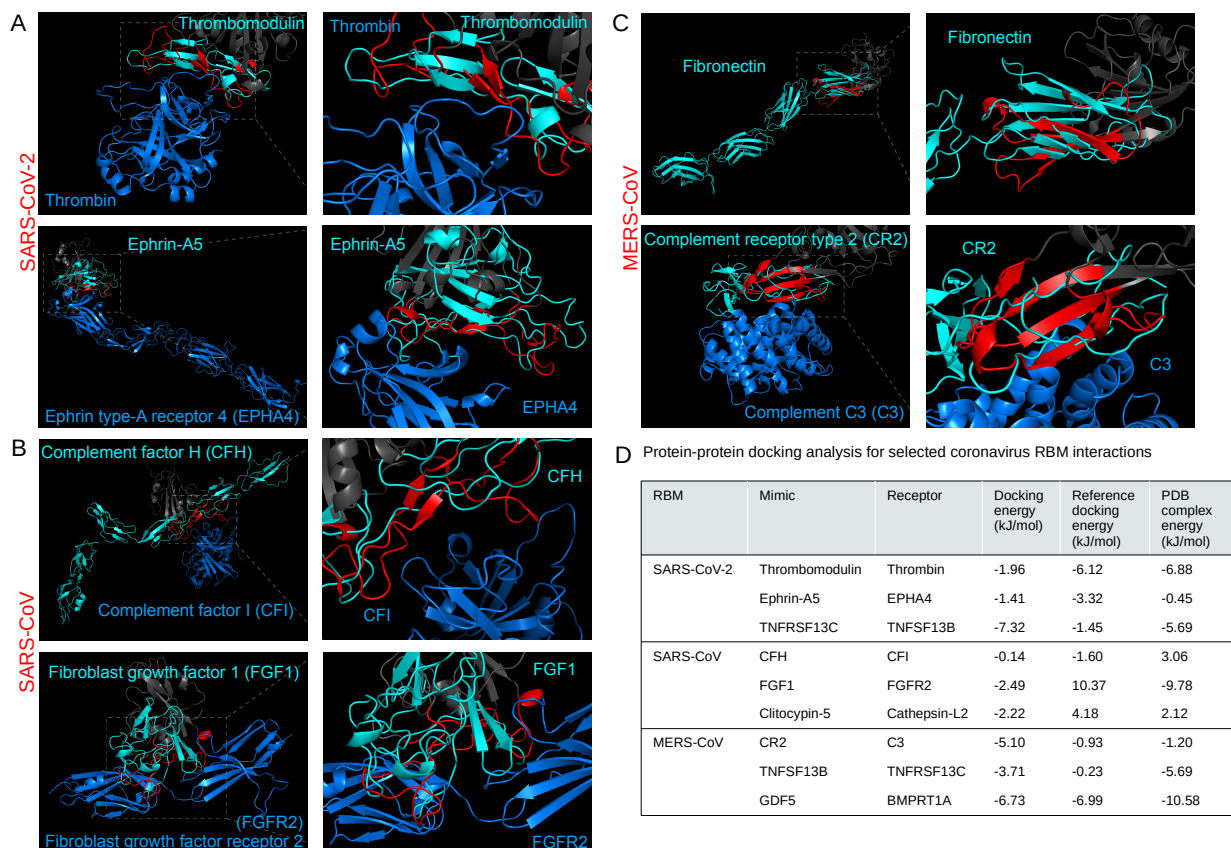 A
SARS-CoV-2
Thrombomodulin
Thrombin
Thrombin
Thrombomodulin
Ephrin-A5
Ephrin type-A receptor 4 (EPHA4)
Ephrin-A5
EPHA4
B
SARS-CoV
Complement factor H (CFH)
Complement factor I (CFI)
CFH
CFI
Fibroblast growth factor 1 (FGF1)
(FGFR2)
Fibroblast growth factor receptor 2
FGF1
FGFR2
C
MERS-CoV
Fibronectin
Fibronectin
Complement receptor type 2 (CR2)
Complement C3 (C3)
CR2
C3
D Protein-protein docking analysis for selected coronavirus RBM interactions
RBM Mimic Receptor Docking energy (kJ/mol) Reference docking energy (kJ/mol) PDB complex energy (kJ/mol)
SARS-CoV-2 Thrombomodulin Thrombin -1.96 -6.12 -6.88
Ephrin-A5 EPHA4 -1.41 -3.32 -0.45
TNFRSF13C TNFSF13B -7.32 -1.45 -5.69
SARS-CoV CFH CFI -0.14 -1.60 3.06
FGF1 FGFR2 -2.49 10.37 -9.78
Clitocypin-5 Cathepsin-L2 -2.22 4.18 2.12
MERS-CoV CR2 C3 -5.10 -0.93 -1.20
TNFSF13B TNFRSF13C -3.71 -0.23 -5.69
GDF5 BMPRT1A -6.73 -6.99 -10.58